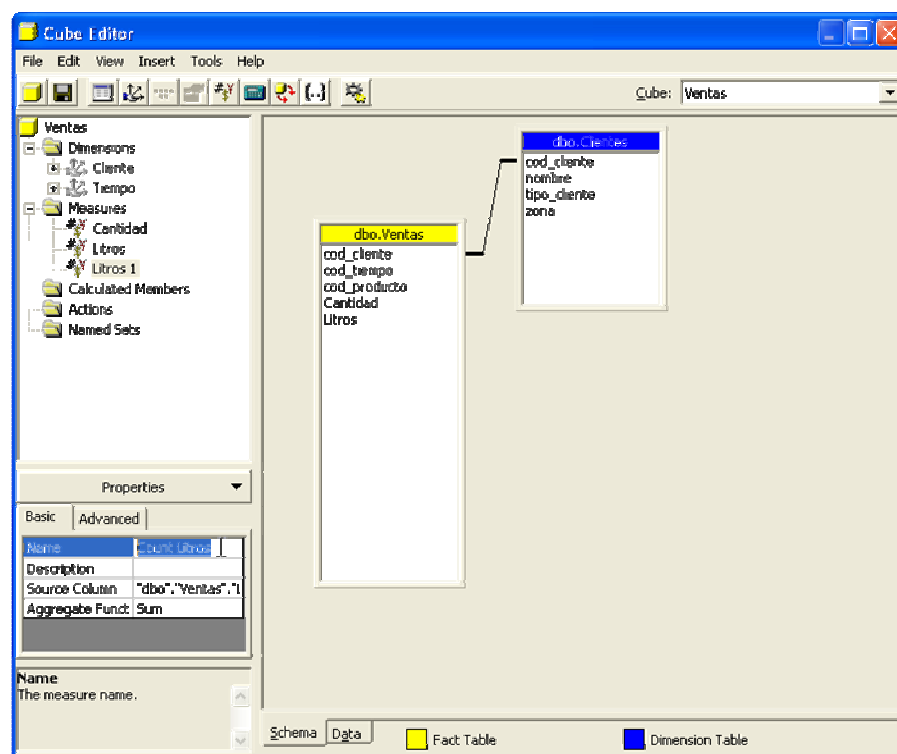 Cube Editor
File Edit View Insert Tools Help
Cube: Ventas
Ventas
Dimensions
Cliente
Tiempo
Measures
Cantidad
Litros
Litros 1
Calculated Members
Actions
Named Sets
dbo.Ventas
cod_cliente
cod_tiempo
cod_producto
Cantidad
Litros
dbo.Clientes
cod_cliente
nombre
tipo_cliente
zona
Properties
Basic Advanced
Name Count Litros
Description
Source Column "dbo"."Ventas"."L
Aggregate Funct Sum
Name
The measure name.
Schema Data
Fact Table
Dimension Table